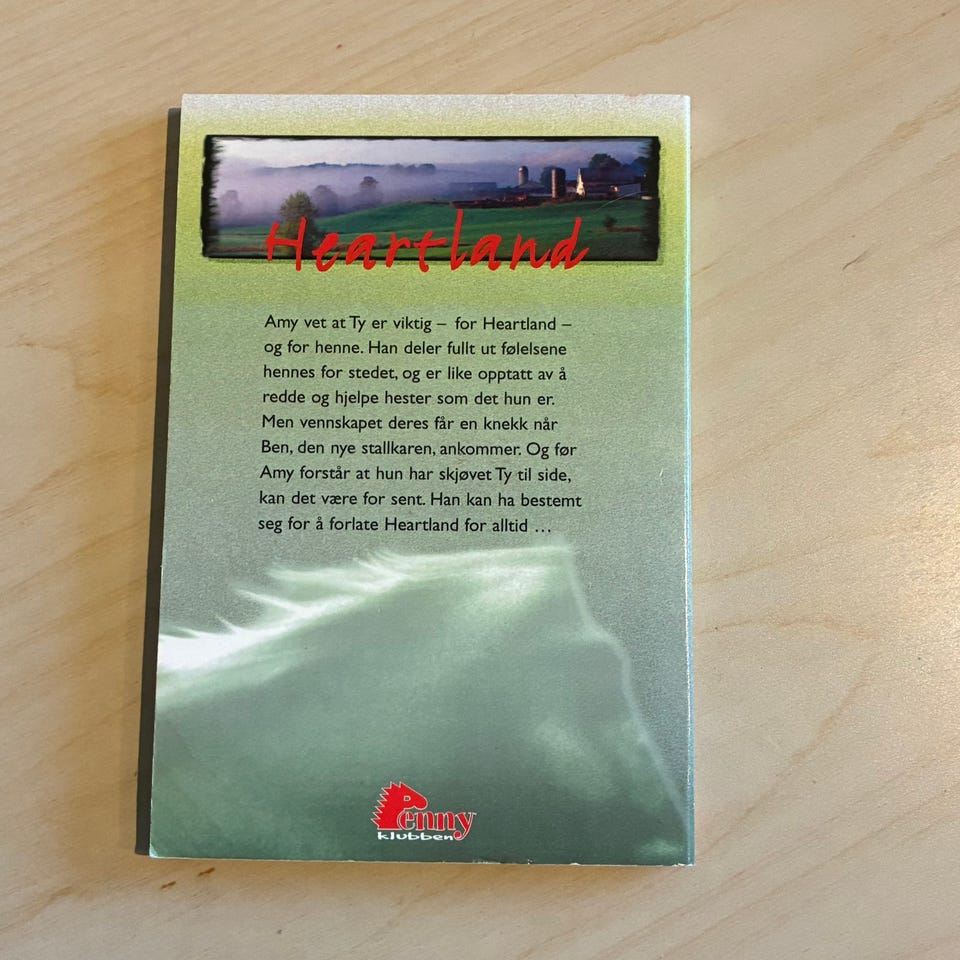 Heartland
Amy vet at Ty er viktig – for Heartland –
og for henne. Han deler fullt ut følelsene
hennes for stedet, og er like opptatt av å
redde og hjelpe hester som det hun er.
Men vennskapet deres får en knekk når
Ben, den nye stallkaren, ankommer. Og før
Amy forstår at hun har skjøvet Ty til side,
kan det være for sent. Han kan ha bestemt
seg for å forlate Heartland for alltid …
Penny
klubben